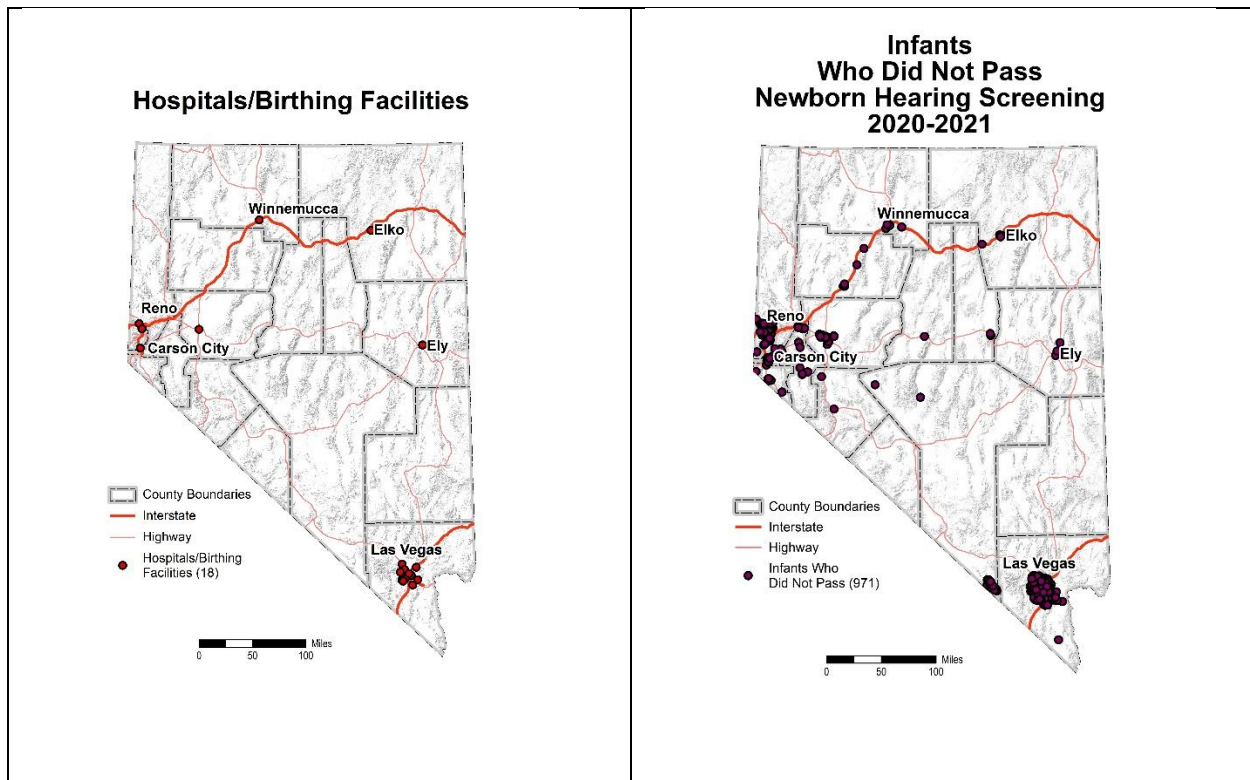 Hospitals/Birthing Facilities
Winnemucca
Elko
Reno
Carson City
Ely
County Boundaries
Interstate
Highway
Las Vegas
Hospitals/Birthing
Facilities (18)
Miles
0 50 100
Infants
Who Did Not Pass
Newborn Hearing Screening
2020-2021
Winnemucca
Elko
Reno
Carson City
Ely
County Boundaries
Interstate
Highway
Las Vegas
Infants Who
Did Not Pass (971)
Miles
0 50 100